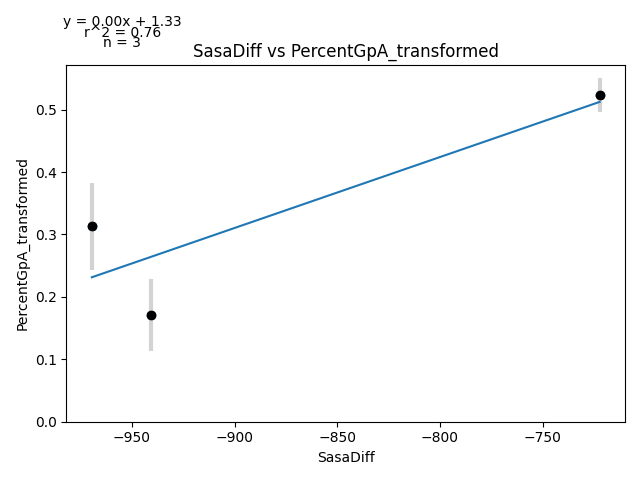 y = 0.00x + 1.33
r^2 = 0.76
n = 3
SasaDiff vs PercentGpA_transformed
PercentGpA_transformed
0.5
0.4
0.3
0.2
0.1
0.0
−950
−900
−850
−800
−750
SasaDiff